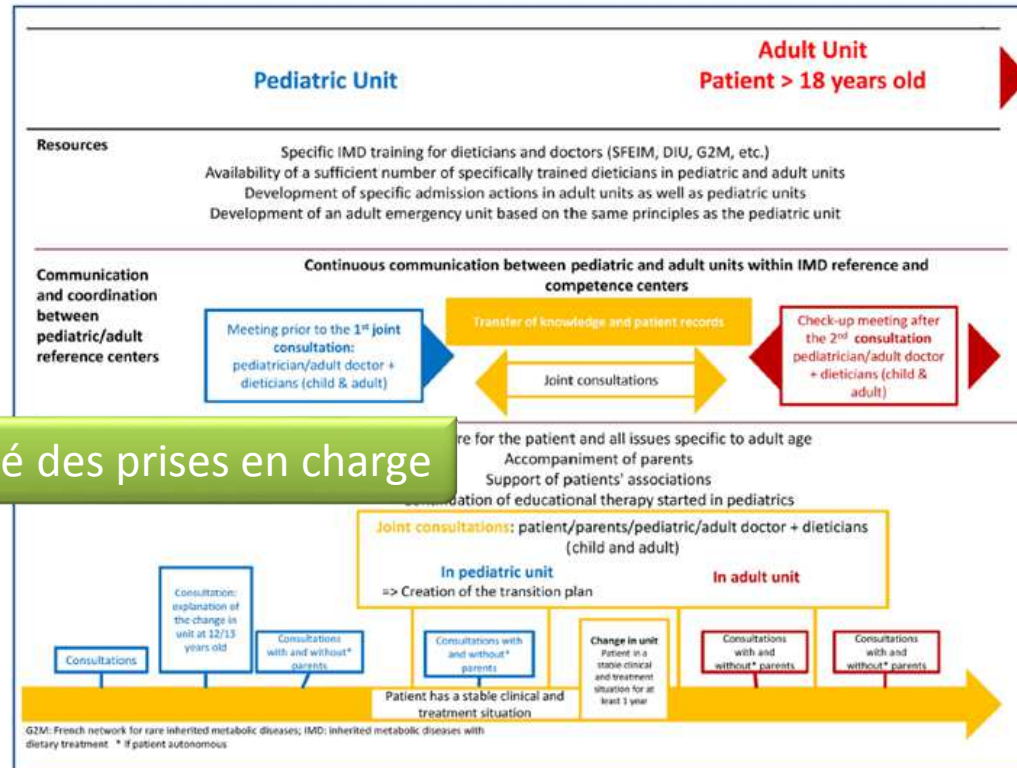 Pediatric Unit
Adult Unit
Patient > 18 years old
Resources
Specific IMD training for dieticians and doctors (SFEIM, DIU, G2M, etc.)
Availability of a sufficient number of specifically trained dieticians in pediatric and adult units
Development of specific admission actions in adult units as well as pediatric units
Development of an adult emergency unit based on the same principles as the pediatric unit
Communication
and coordination
between
pediatric/adult
reference centers
Continuous communication between pediatric and adult units within IMD reference and
competence centers
Meeting prior to the 1st joint
consultation:
pediatrician/adult doctor +
dieticians (child & adult)
Transfer of knowledge and patient records
Joint consultations
Check-up meeting after
the 2nd consultation
pediatrician/adult doctor
+ dieticians (child &
adult)
é des prises en charge
re for the patient and all issues specific to adult age
Accompaniment of parents
Support of patients' associations
of educational therapy started in pediatrics
Joint consultations: patient/parents/pediatric/adult doctor + dieticians
(child and adult)
In pediatric unit
=> Creation of the transition plan
In adult unit
Consultations
Consultation:
explanation of
the change in
unit at 12/13
years old
Consultations
with and without*
parents
Consultations with
and without*
parents
Patient has a stable clinical and
treatment situation
Change in unit
Patient in a
stable clinical
and treatment
situation for at
least 1 year
Consultations
with and
without* parents
Consultations
with and
without* parents
G2M: French network for rare inherited metabolic diseases; IMD: inherited metabolic diseases with
dietary treatment * If patient autonomous